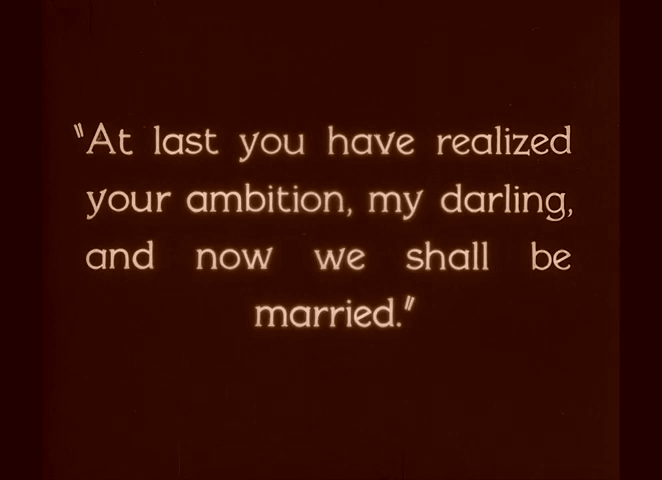 "At last you have realized
your ambition, my darling,
and now we shall be
married."